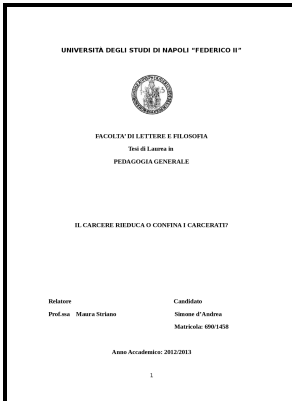 UNIVERSITÀ DEGLI STUDI DI NAPOLI "FEDERICO II"
FACOLTA' DI LETTERE E FILOSOFIA
Tesi di Laurea in
PEDAGOGIA GENERALE
IL CARCERE RIEDUCA O CONFINA I CARCERATI?
Relatore Candidato
Prof.ssa Maura Striano Simone d'Andrea
Matricola: 690/1458
Anno Accademico: 2012/2013
1